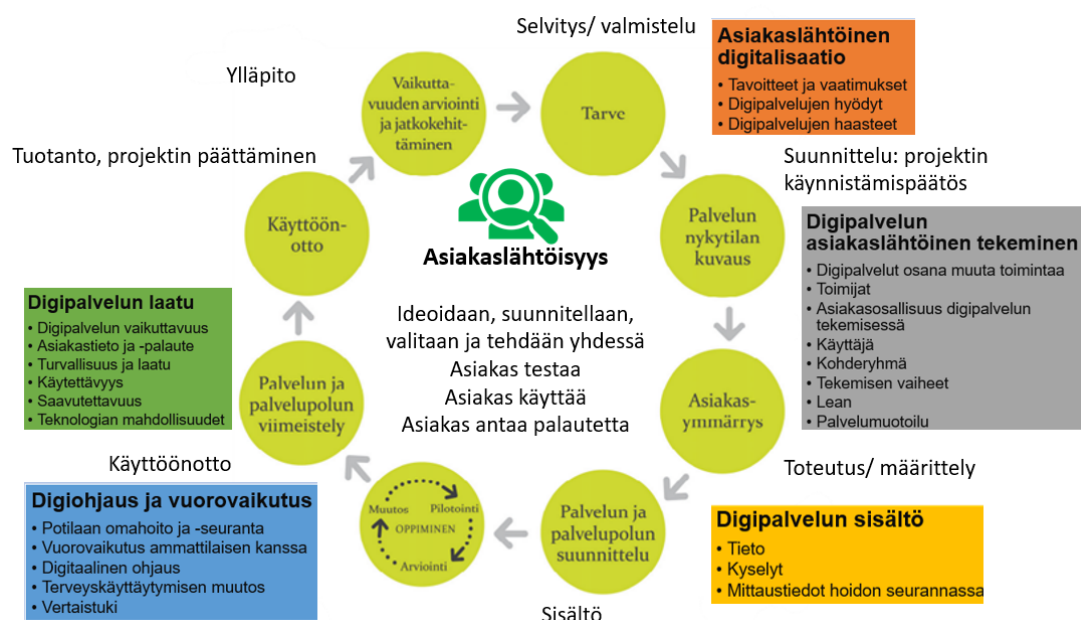 Selvitys/ valmistelu
Asiakaslähtöinen
digitalisaatio
• Tavoitteet ja vaatimukset
• Digipalvelujen hyödyt
• Digipalvelujen haasteet
Ylläpito
Vaikutta-
vuuden arviointi
ja jatkokehit-
täminen
Tarve
Tuotanto, projektin päättäminen
Suunnittelu: projektin
käynnistämispäätös
Käyttöön-
otto
Asiakaslähtöisyys
Palvelun
nykytilan
kuvaus
Digipalvelun
asiakaslähtöinen tekeminen
• Digipalvelut osana muuta toimintaa
• Toimijat
• Asiakasosallisuus digipalvelun
tekemisessä
• Käyttäjä
• Kohderyhmä
• Tekemisen vaiheet
• Lean
• Palvelumuotoilu
Digipalvelun laatu
• Digipalvelun vaikuttavuus
• Asiakastieto ja -palaute
• Turvallisuus ja laatu
• Käytettävyys
• Saavutettavuus
• Teknologian mahdollisuudet
Ideoidaan, suunnitellaan,
valitaan ja tehdään yhdessä
Asiakas testaa
Asiakas käyttää
Asiakas antaa palautetta
Palvelun ja
palvelupolun
viimeistely
Asiakas-
ymmärrys
Käyttöönotto
Toteutus/ määrittely
Digiohjaus ja vuorovaikutus
• Potilaan omahoito ja -seuranta
• Vuorovaikutus ammattilaisen kanssa
• Digitaalinen ohjaus
• Terveyskäyttäytymisen muutos
• Vertaistuki
Muutos
Pilotointi
OPPIMINEN
Arviointi
Palvelun ja
palvelupolun
suunnittelu
Digipalvelun sisältö
• Tieto
• Kyselyt
• Mittaustiedot hoidon seurannassa
Sisältö